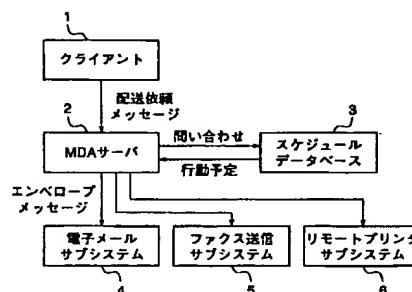 1
クライアント
配送依頼
メッセージ
2
MDAサーバ
問い合わせ
行動予定
3
スケジュール
データベース
エンベロープ
メッセージ
電子メール
サブシステム
4
ファクス送信
サブシステム
5
リモートプリンタ
サブシステム
6